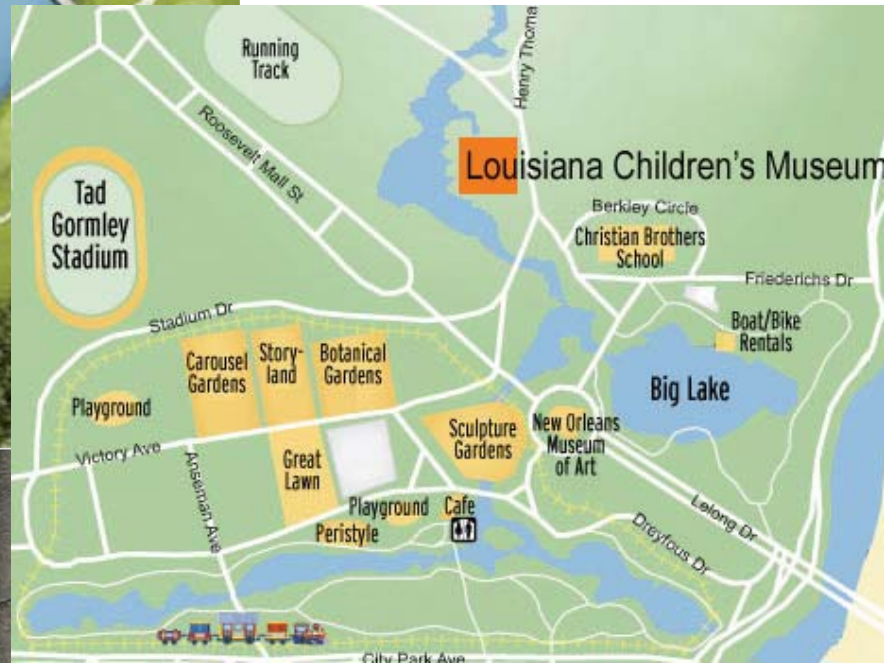 Running
Track
Henry Thoma
Roosevelt Mall St
Louisiana Children's Museum
Tad
Gormley
Stadium
Berkley Circle
Christian Brothers
School
Friederichs Dr
Stadium Dr
Boat/Bike
Rentals
Carousel
Gardens
Story-
land
Botanical
Gardens
Big Lake
Playground
Sculpture
Gardens
New Orleans
Museum
of Art
Victory Ave
Anseman Ave
Great
Lawn
Playground
Cafe
Peristyle
Lelong Dr
Dreyfous Dr
City Park Ave